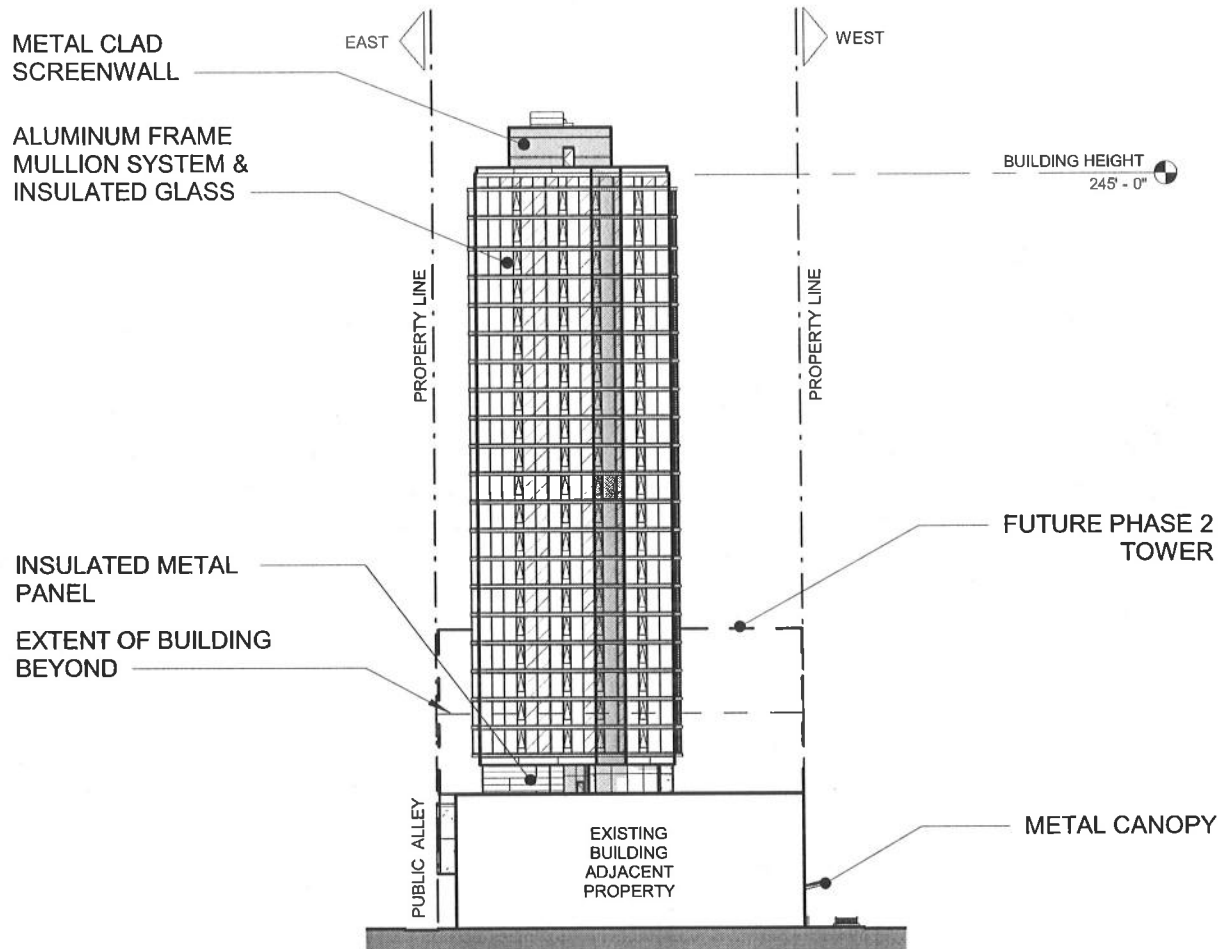 METAL CLAD
SCREENWALL
EAST
WEST
ALUMINUM FRAME
MULLION SYSTEM &
INSULATED GLASS
BUILDING HEIGHT
245' - 0"
PROPERTY LINE
PROPERTY LINE
FUTURE PHASE 2
TOWER
INSULATED METAL
PANEL
EXTENT OF BUILDING
BEYOND
PUBLIC ALLEY
EXISTING
BUILDING
ADJACENT
PROPERTY
METAL CANOPY